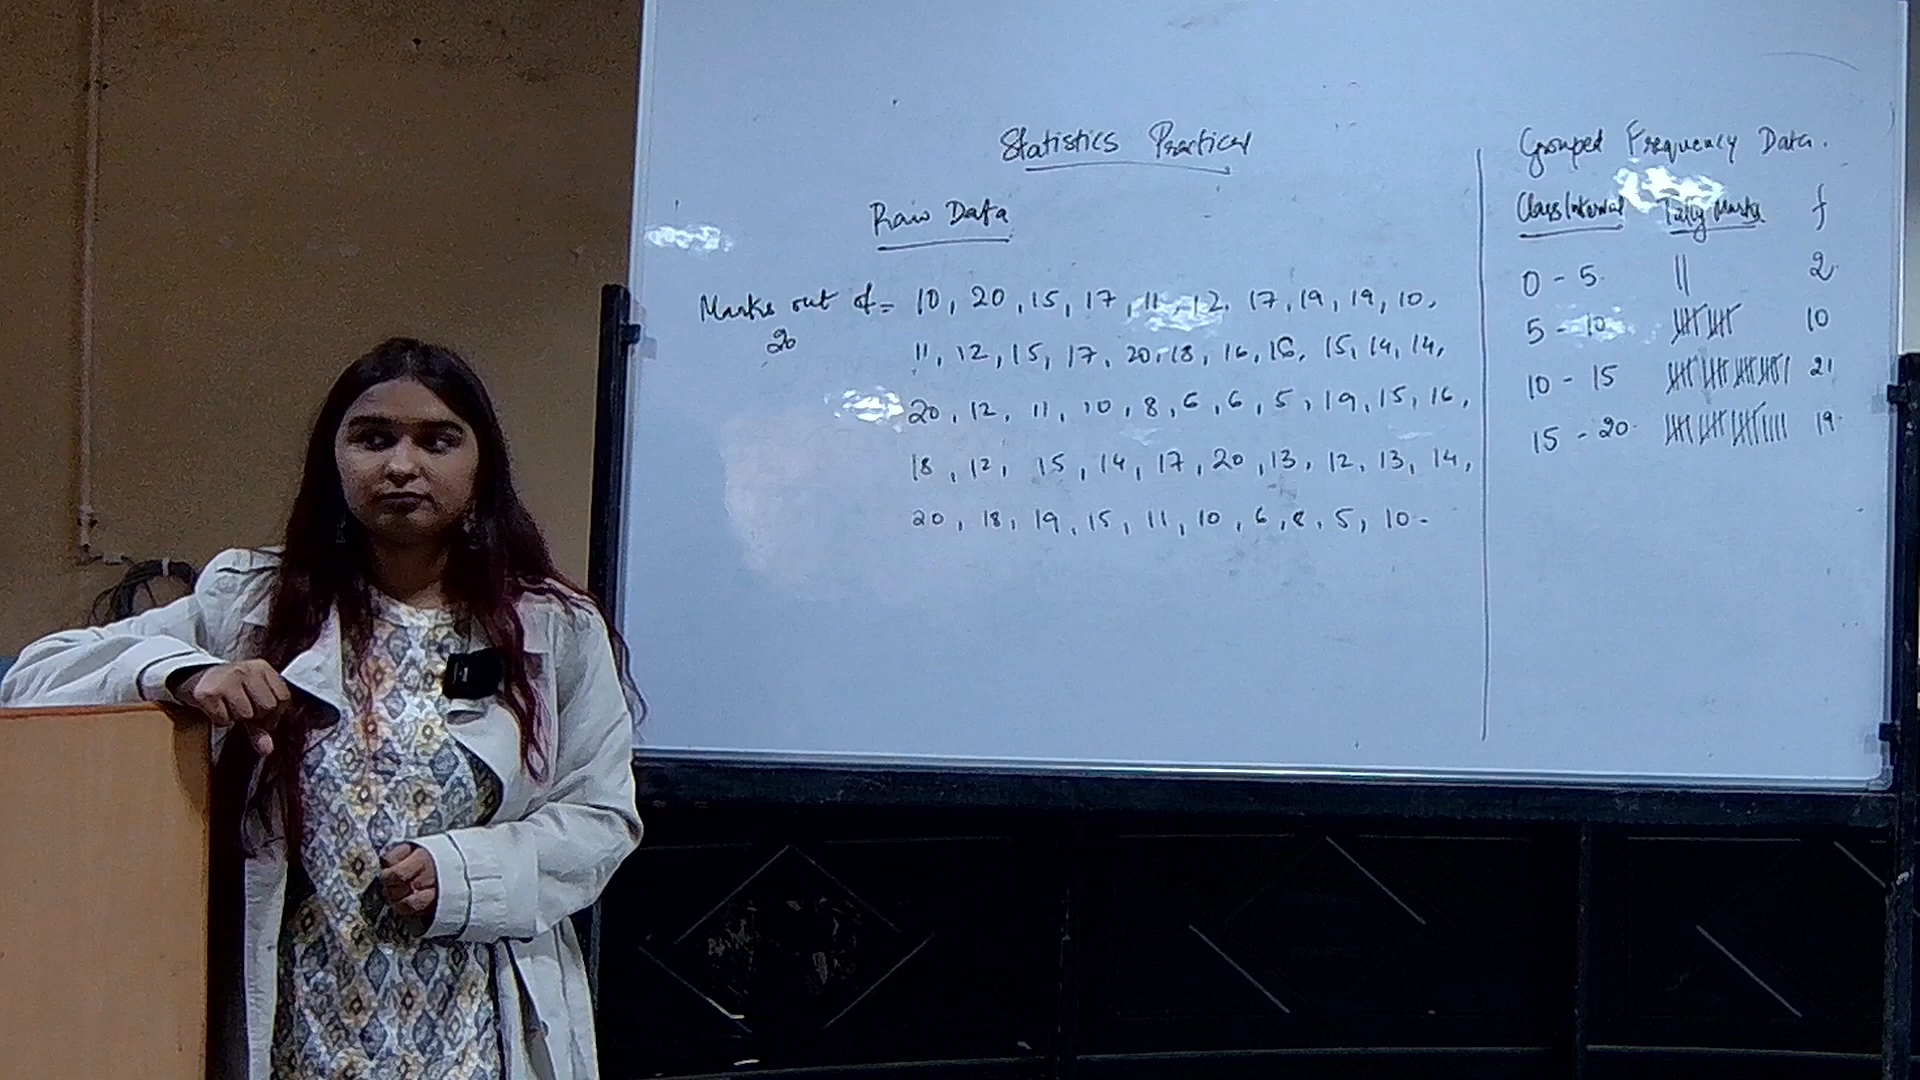 Statistics Practical
Raw Data
Marks out of = 10, 20, 15, 17, 11, 12, 17, 19, 19, 10,
20
11, 12, 15, 17, 20, 18, 16, 16, 15, 14, 14,
20, 12, 11, 10, 8, 6, 6, 5, 19, 15, 16,
18, 12, 15, 14, 17, 20, 13, 12, 13, 14,
20, 18, 19, 15, 11, 10, 6, 8, 5, 10.
Grouped Frequency Data.
Class Interval Tally Marks f
0 - 5. || 2
5 - 10 |||| |||| 10
10 - 15 |||| |||| |||| |||| | 21
15 - 20. |||| |||| |||| |||| 19.